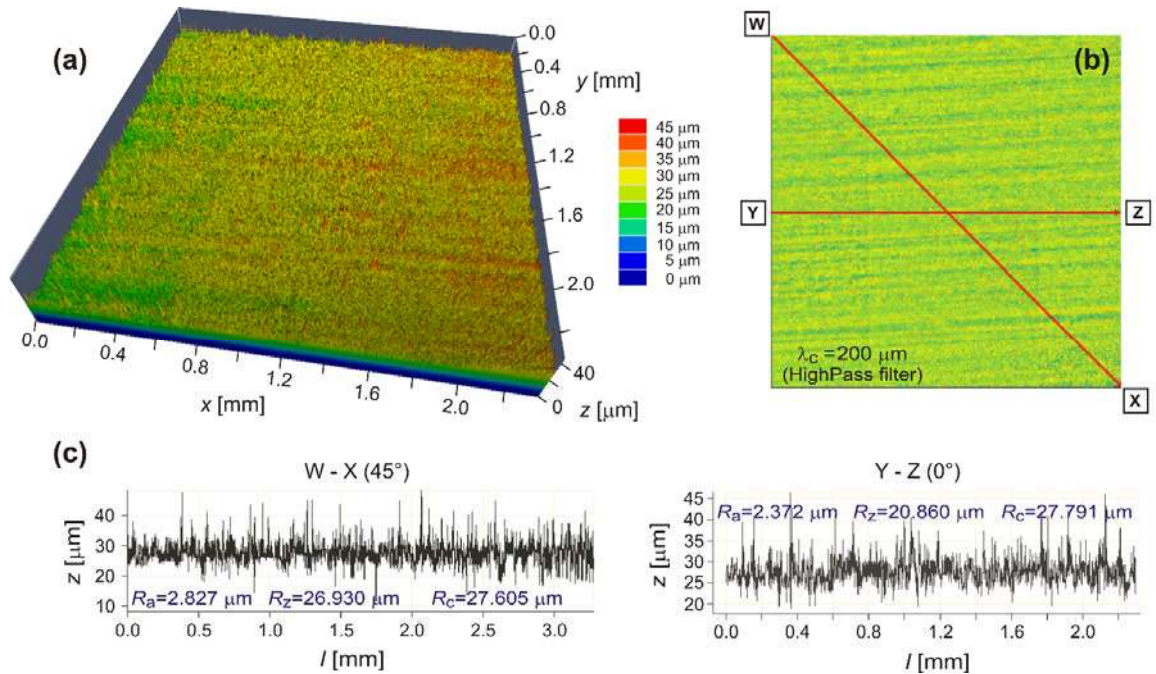 (a)
0.0
0.4
y [mm]
0.8
1.2
1.6
2.0
45 μm
40 μm
35 μm
30 μm
25 μm
20 μm
15 μm
10 μm
5 μm
0 μm
0.0
0.4
0.8
1.2
1.6
2.0
x [mm]
40
0
z [μm]
W
(b)
Y
Z
λc =200 μm
(HighPass filter)
X
(c)
W - X (45°)
z [μm]
40
30
20
10
Ra=2.827 μm Rz=26.930 μm Rc=27.605 μm
0.0 0.5 1.0 1.5 2.0 2.5 3.0
l [mm]
Y - Z (0°)
z [μm]
45
40
35
30
25
20
Ra=2.372 μm Rz=20.860 μm Rc=27.791 μm
0.0 0.4 0.8 1.2 1.6 2.0
l [mm]